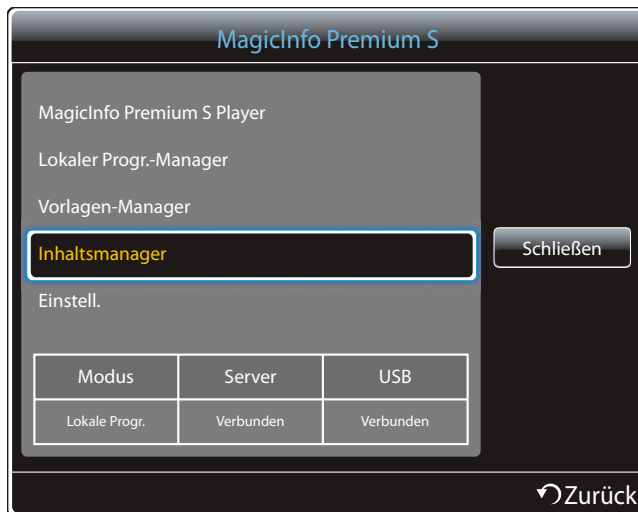 MagicInfo Premium S
MagicInfo Premium S Player
Lokaler Progr.-Manager
Vorlagen-Manager
Inhaltsmanager
Schließen
Einstell.
Modus Server USB
Lokale Progr. Verbunden Verbunden
Zurück